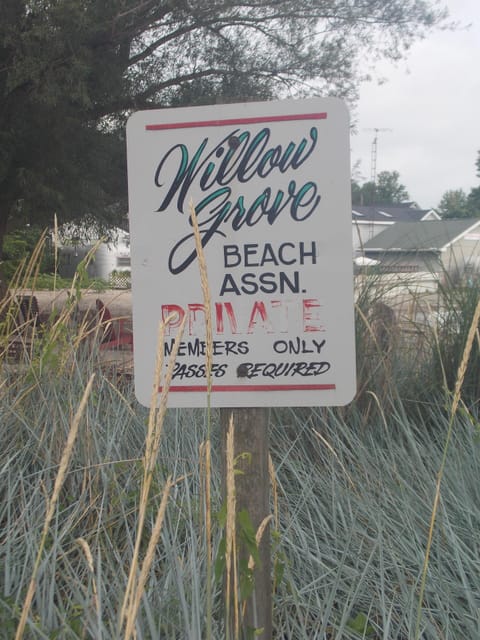 Willow
Grove
BEACH
ASSN.
PRIVATE
MEMBERS ONLY
PASSES REQUIRED